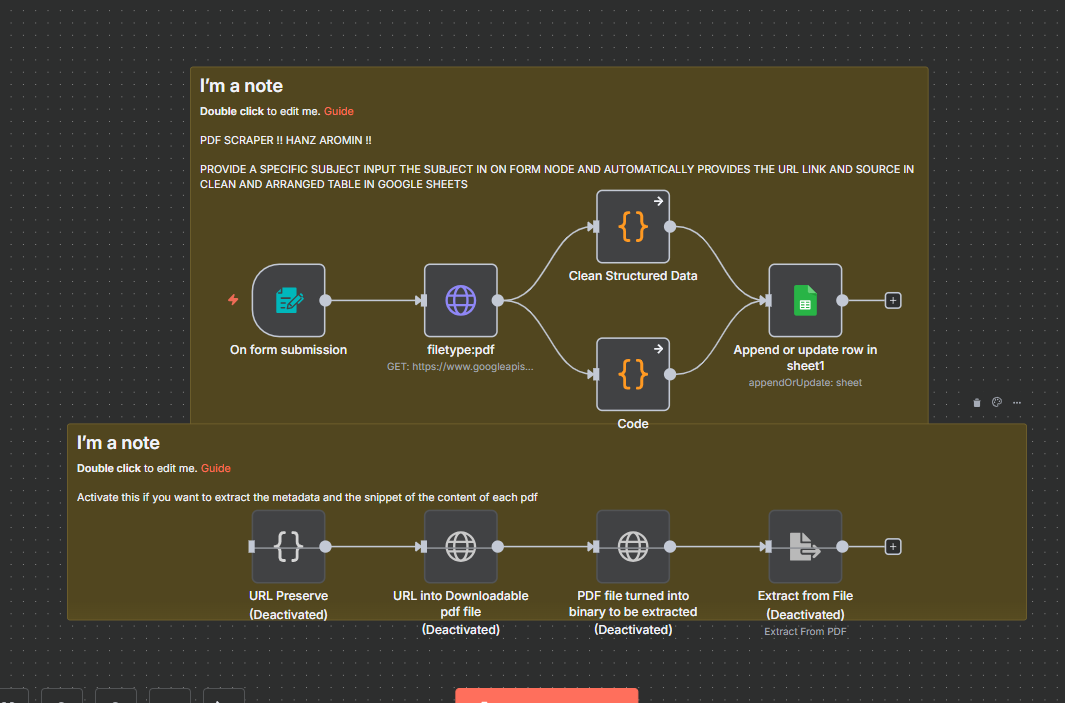 I'm a note
Double click to edit me. Guide
PDF SCRAPER !! HANZ AROMIN !!
PROVIDE A SPECIFIC SUBJECT INPUT THE SUBJECT IN ON FORM NODE AND AUTOMATICALLY PROVIDES THE URL LINK AND SOURCE IN
CLEAN AND ARRANGED TABLE IN GOOGLE SHEETS
Clean Structured Data
On form submission
filetype:pdf
GET: https://www.googleapis...
Append or update row in
sheet1
appendOrUpdate: sheet
Code
I'm a note
Double click to edit me. Guide
Activate this if you want to extract the metadata and the snippet of the content of each pdf
URL Preserve
(Deactivated)
URL into Downloadable
pdf file
(Deactivated)
PDF file turned into
binary to be extracted
(Deactivated)
Extract from File
(Deactivated)
Extract From PDF